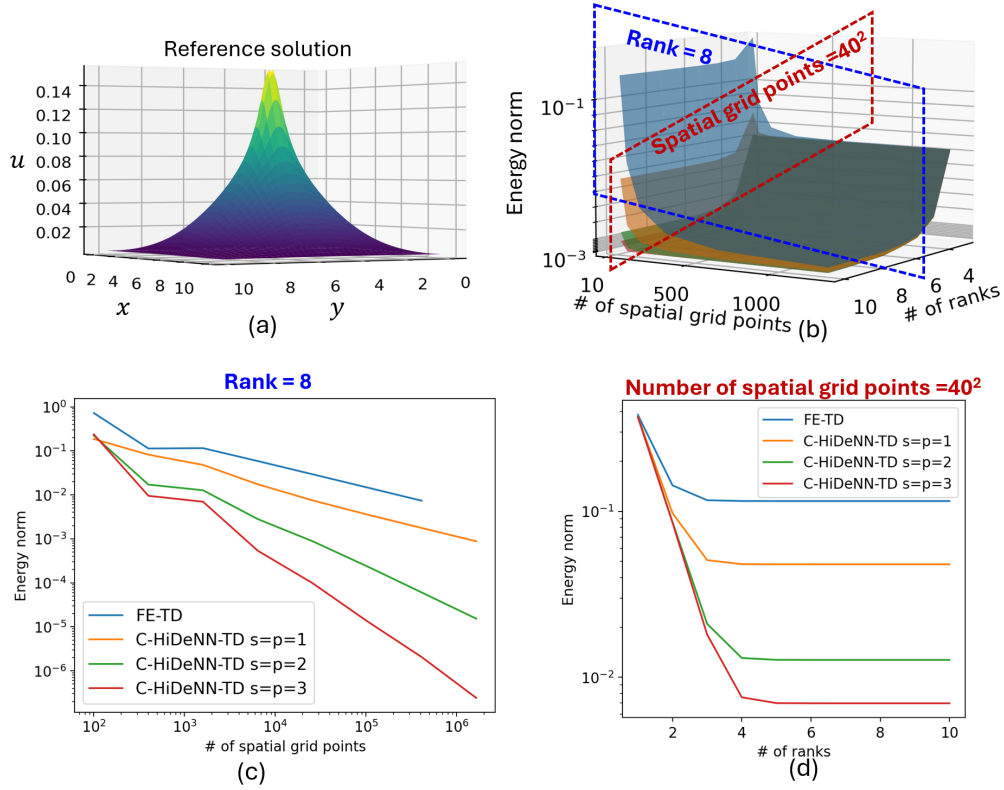 Reference solution
0.14
0.12
0.10
0.08
0.06
0.04
0.02
u
0 2 4 6 8 10
x
10 8 6 4 2 0
y
(a)
Rank = 8
Spatial grid points =40²
Energy norm
10⁻¹
10⁻³
10 500 1000
# of spatial grid points
10 8 6 4
# of ranks
(b)
Rank = 8
Energy norm
10⁰
10⁻¹
10⁻²
10⁻³
10⁻⁴
10⁻⁵
10⁻⁶
FE-TD
C-HiDeNN-TD s=p=1
C-HiDeNN-TD s=p=2
C-HiDeNN-TD s=p=3
10² 10³ 10⁴ 10⁵ 10⁶
# of spatial grid points
(c)
Number of spatial grid points =40²
Energy norm
10⁻¹
10⁻²
FE-TD
C-HiDeNN-TD s=p=1
C-HiDeNN-TD s=p=2
C-HiDeNN-TD s=p=3
2 4 6 8 10
# of ranks
(d)